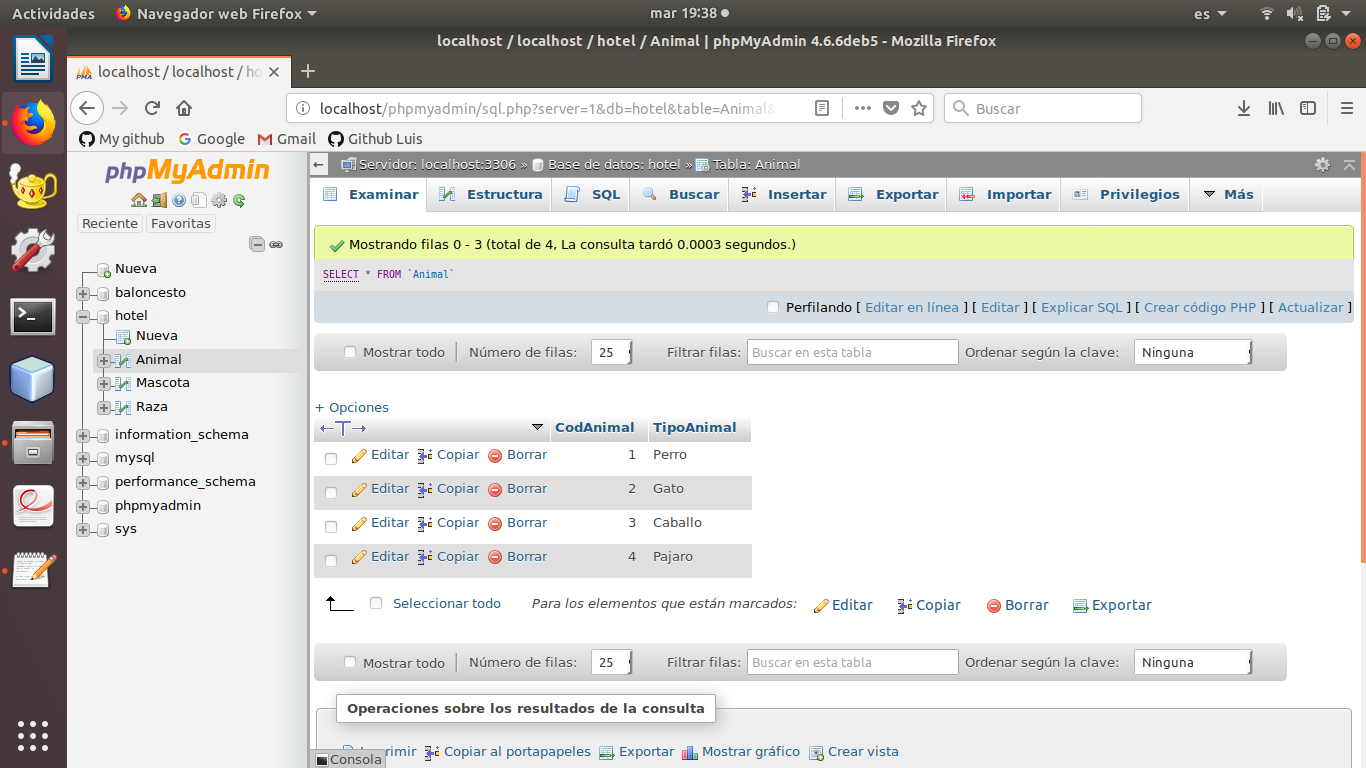 Actividades Navegador web Firefox mar 19:38 es
localhost / localhost / hotel / Animal | phpMyAdmin 4.6.6deb5 - Mozilla Firefox
localhost / localhost / ho
localhost/phpmyadmin/sql.php?server=1&db=hotel&table=Animal& Buscar
My github Google Gmail Github Luis
phpMyAdmin
Reciente Favoritas
Nueva
baloncesto
hotel
Nueva
Animal
Mascota
Raza
information_schema
mysql
performance_schema
phpmyadmin
sys
Servidor: localhost:3306 » Base de datos: hotel » Tabla: Animal
Examinar Estructura SQL Buscar Insertar Exportar Importar Privilegios Más
Mostrando filas 0 - 3 (total de 4, La consulta tardó 0.0003 segundos.)
SELECT * FROM `Animal`
Perfilando [ Editar en línea ] [ Editar ] [ Explicar SQL ] [ Crear código PHP ] [ Actualizar ]
Mostrar todo Número de filas: 25 Filtrar filas: Buscar en esta tabla Ordenar según la clave: Ninguna
+ Opciones
←T→ CodAnimal TipoAnimal
Editar Copiar Borrar 1 Perro
Editar Copiar Borrar 2 Gato
Editar Copiar Borrar 3 Caballo
Editar Copiar Borrar 4 Pajaro
Seleccionar todo Para los elementos que están marcados: Editar Copiar Borrar Exportar
Mostrar todo Número de filas: 25 Filtrar filas: Buscar en esta tabla Ordenar según la clave: Ninguna
Operaciones sobre los resultados de la consulta
Imprimir Copiar al portapapeles Exportar Mostrar gráfico Crear vista
Consola